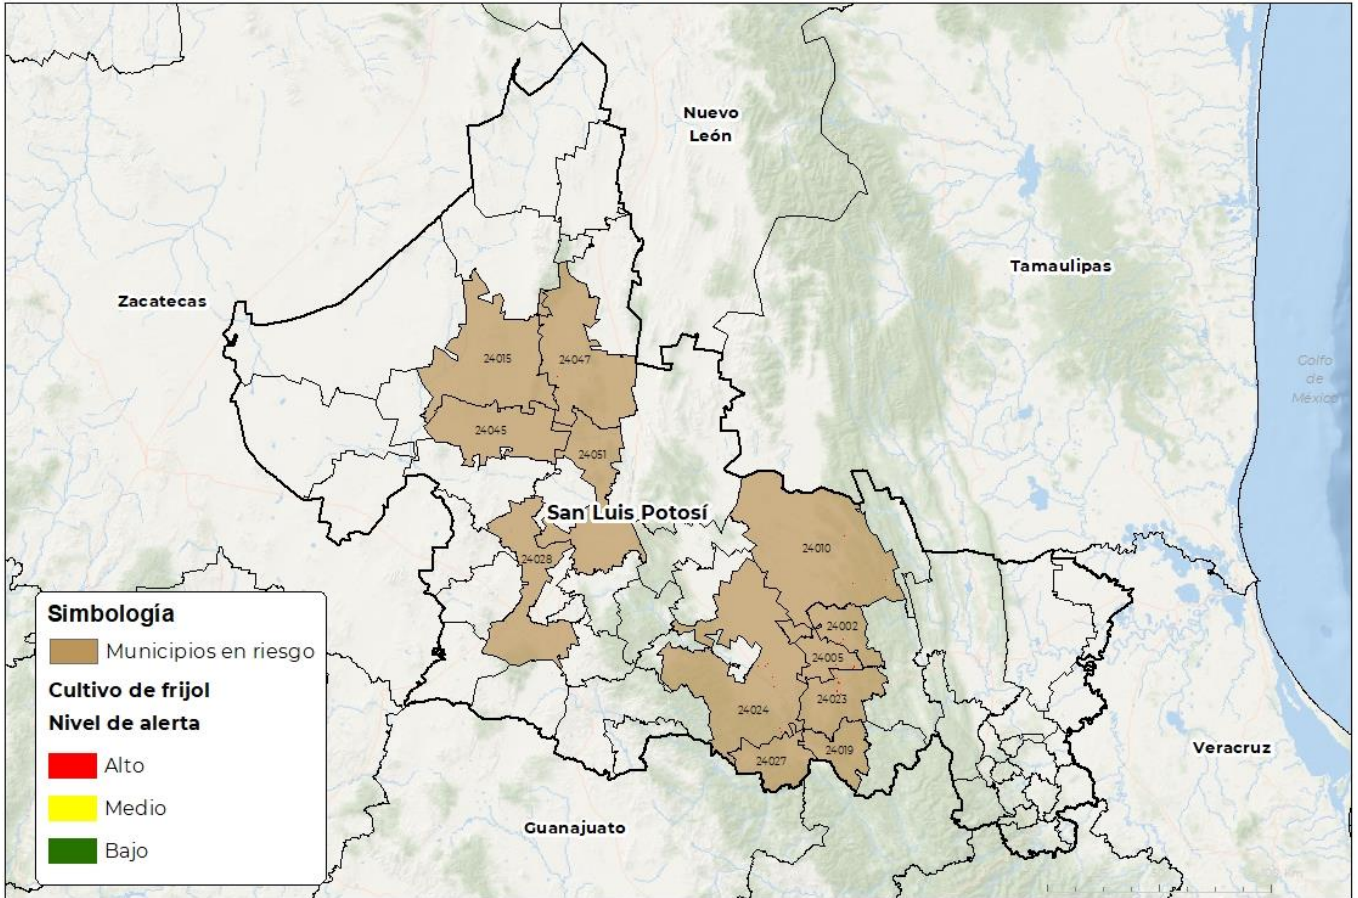 Nuevo
León
Tamaulipas
Zacatecas
Golfo
de
México
24015
24047
24045
24051
San Luis Potosí
24028
24010
24002
24005
24023
24024
24019
24027
Veracruz
Guanajuato
Simbología
Municipios en riesgo
Cultivo de frijol
Nivel de alerta
Alto
Medio
Bajo